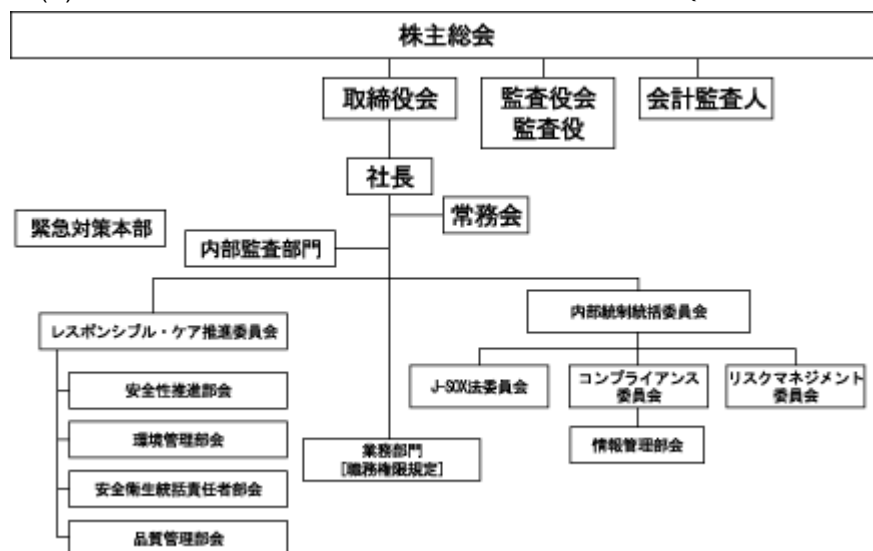 株主総会
取締役会
監査役会
監査役
会計監査人
社長
常務会
緊急対策本部
内部監査部門
内部統制統括委員会
レスポンシブル・ケア推進委員会
J-SOX法委員会
コンプライアンス
委員会
リスクマネジメント
委員会
安全性推進部会
環境管理部会
業務部門
[職務権限規定]
情報管理部会
安全衛生統括責任者部会
品質管理部会